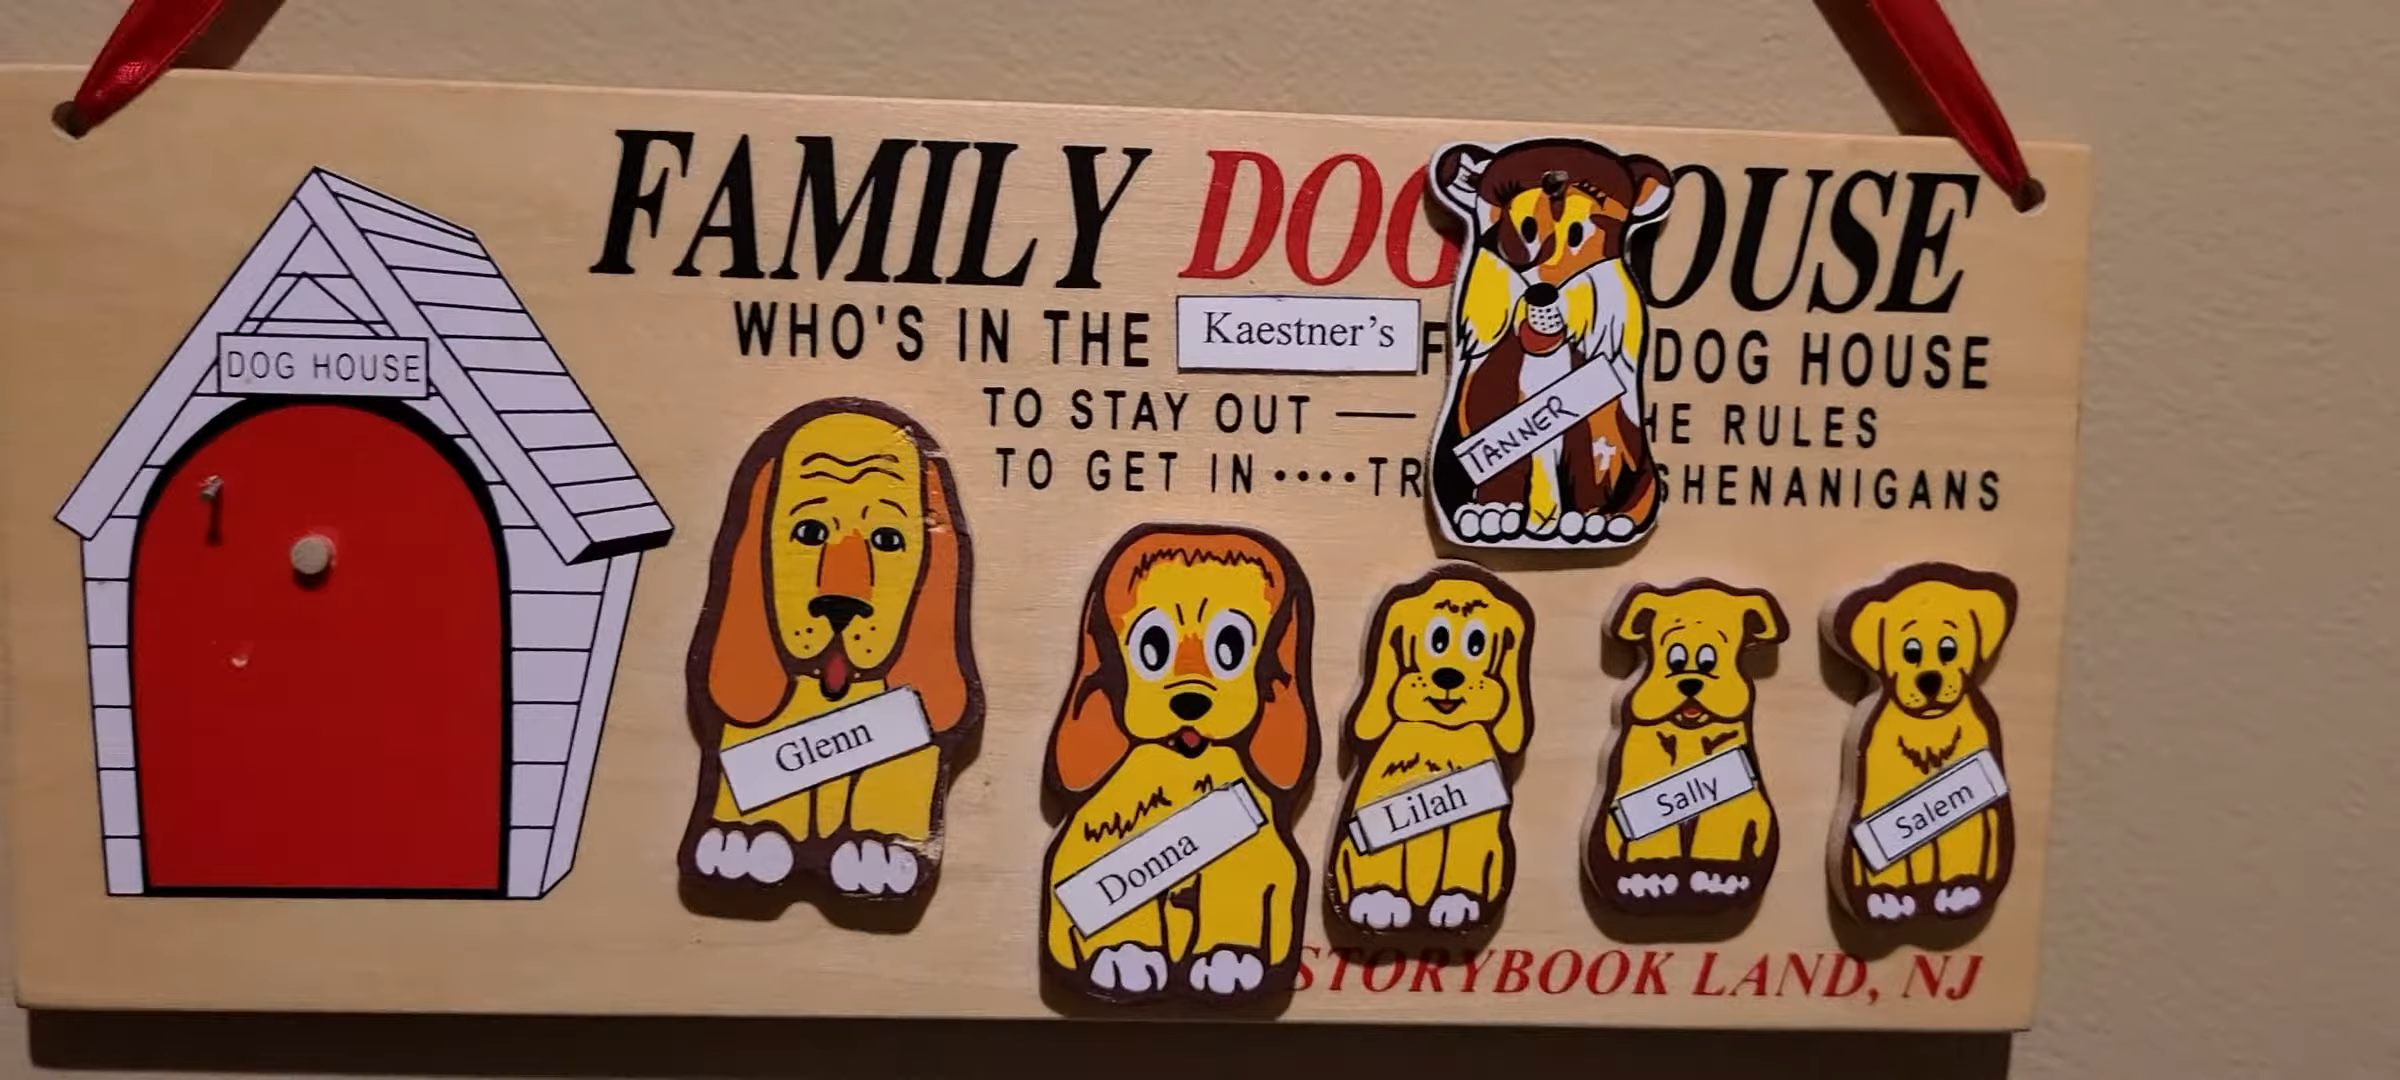 FAMILY DOG OUSE
WHO'S IN THE Kaestner's F DOG HOUSE
TO STAY OUT — HE RULES
TO GET IN ····TR SHENANIGANS
DOG HOUSE
TANNER
Glenn
Donna
Lilah
Sally
Salem
STORYBOOK LAND, NJ